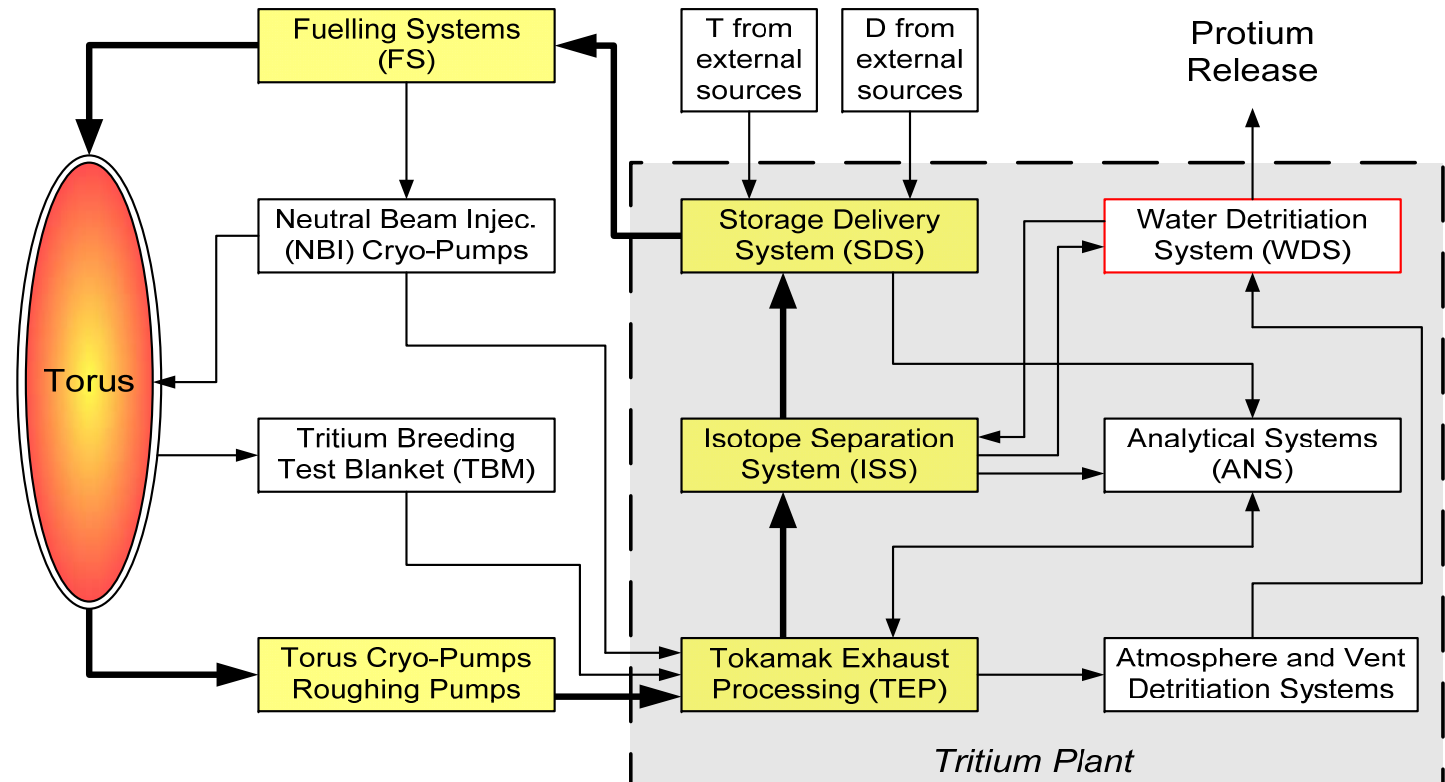 Fuelling Systems
(FS)
T from
external
sources
D from
external
sources
Protium
Release
Neutral Beam Injec.
(NBI) Cryo-Pumps
Storage Delivery
System (SDS)
Water Detritiation
System (WDS)
Torus
Tritium Breeding
Test Blanket (TBM)
Isotope Separation
System (ISS)
Analytical Systems
(ANS)
Torus Cryo-Pumps
Roughing Pumps
Tokamak Exhaust
Processing (TEP)
Atmosphere and Vent
Detritiation Systems
Tritium Plant